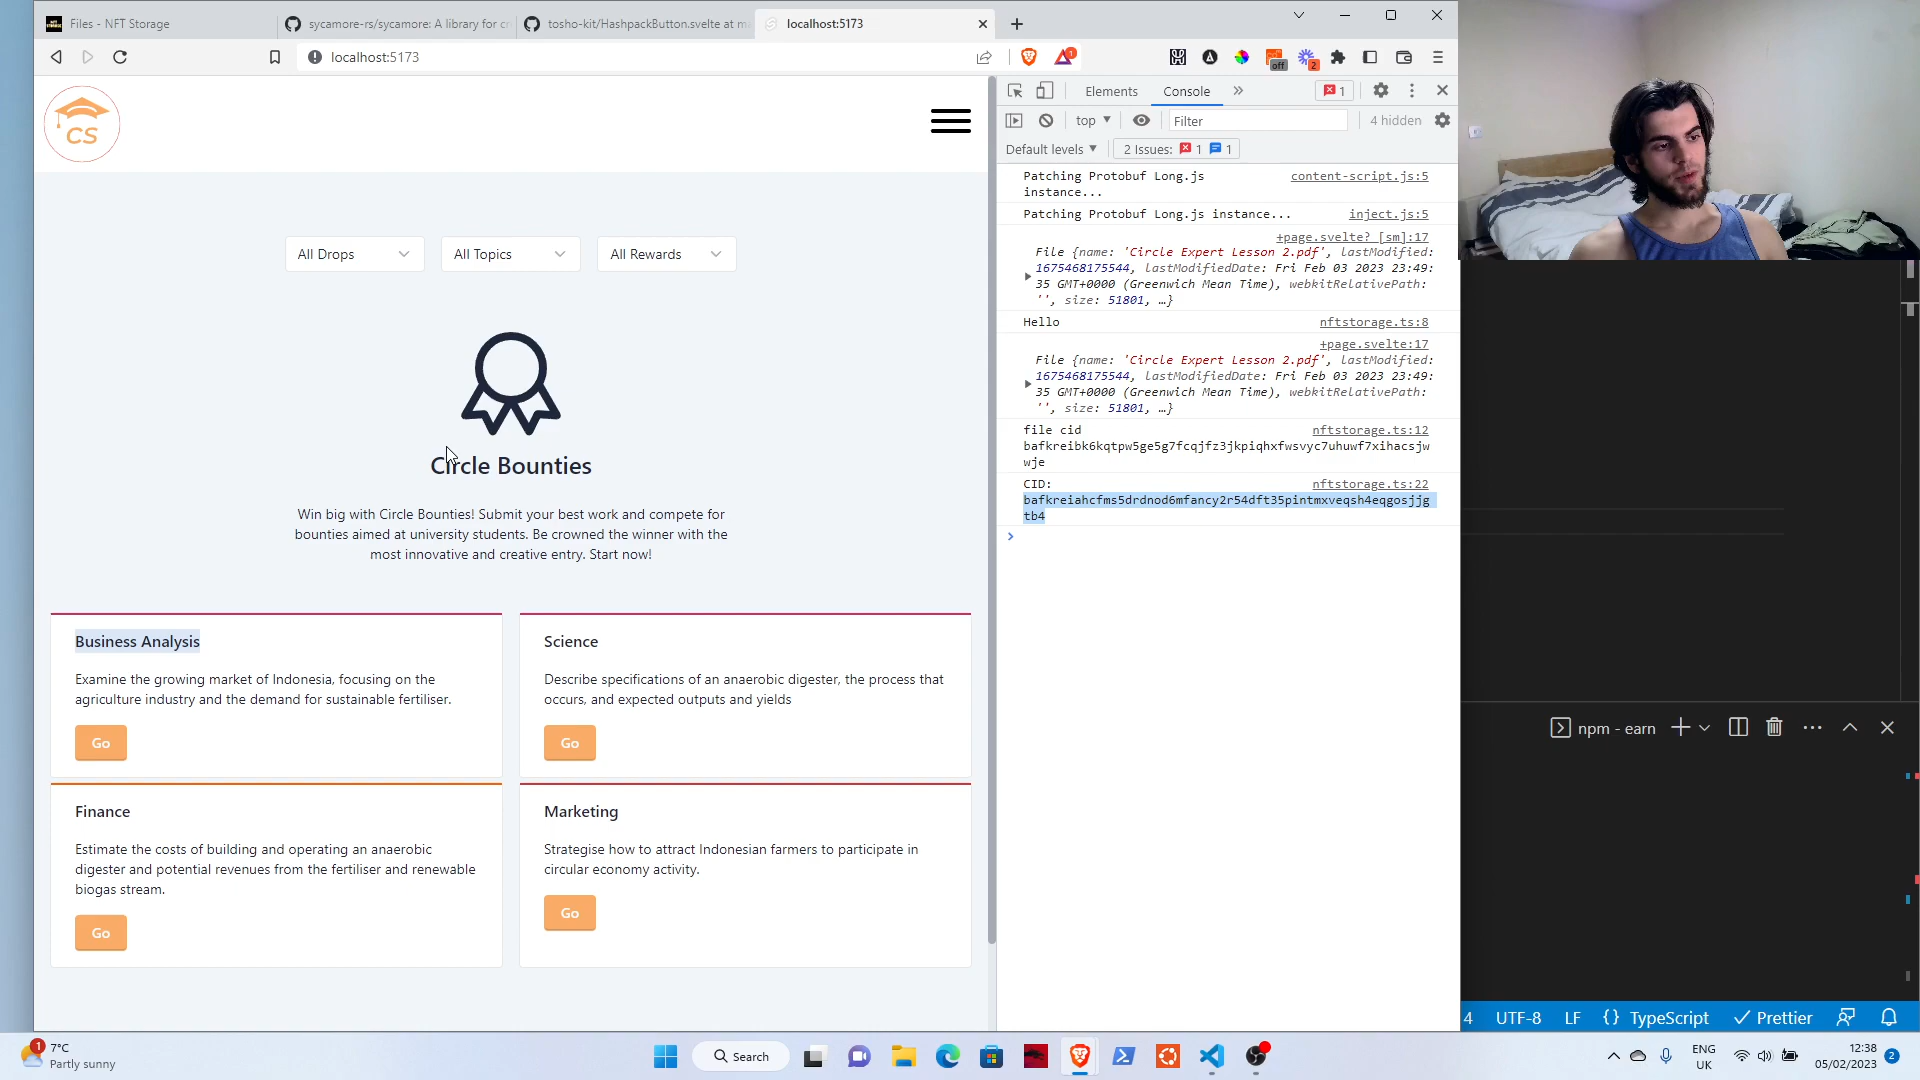 Files - NFT Storage
sycamore-rs/sycamore: A library for cr
tosho-kit/HashpackButton.svelte at m
localhost:5173
localhost:5173
1
off
2
CS
All Drops
All Topics
All Rewards
Circle Bounties
Win big with Circle Bounties! Submit your best work and compete for
bounties aimed at university students. Be crowned the winner with the
most innovative and creative entry. Start now!
Business Analysis
Examine the growing market of Indonesia, focusing on the
agriculture industry and the demand for sustainable fertiliser.
Go
Science
Describe specifications of an anaerobic digester, the process that
occurs, and expected outputs and yields
Go
Finance
Estimate the costs of building and operating an anaerobic
digester and potential revenues from the fertiliser and renewable
biogas stream.
Go
Marketing
Strategise how to attract Indonesian farmers to participate in
circular economy activity.
Go
Elements
Console
1
top
Filter
4 hidden
Default levels
2 Issues: 1 1
Patching Protobuf Long.js content-script.js:5
instance...
Patching Protobuf Long.js instance... inject.js:5
+page.svelte? [sm]:17
File {name: 'Circle Expert Lesson 2.pdf', lastModified:
1675468175544, lastModifiedDate: Fri Feb 03 2023 23:49:
35 GMT+0000 (Greenwich Mean Time), webkitRelativePath:
'', size: 51801, …}
Hello nftstorage.ts:8
+page.svelte:17
File {name: 'Circle Expert Lesson 2.pdf', lastModified:
1675468175544, lastModifiedDate: Fri Feb 03 2023 23:49:
35 GMT+0000 (Greenwich Mean Time), webkitRelativePath:
'', size: 51801, …}
file cid nftstorage.ts:12
bafkreibk6kqtpw5ge5g7fcqjfz3jkpiqhxfwsvyc7uhuwf7xihacsjw
wje
CID: nftstorage.ts:22
bafkreiahcfms5drdnod6mfancy2r54dft35pintmxveqsh4eqgosjjg
tb4
npm - earn
4
UTF-8
LF
{} TypeScript
Prettier
1
7°C
Partly sunny
Search
ENG
UK
12:38
05/02/2023
2